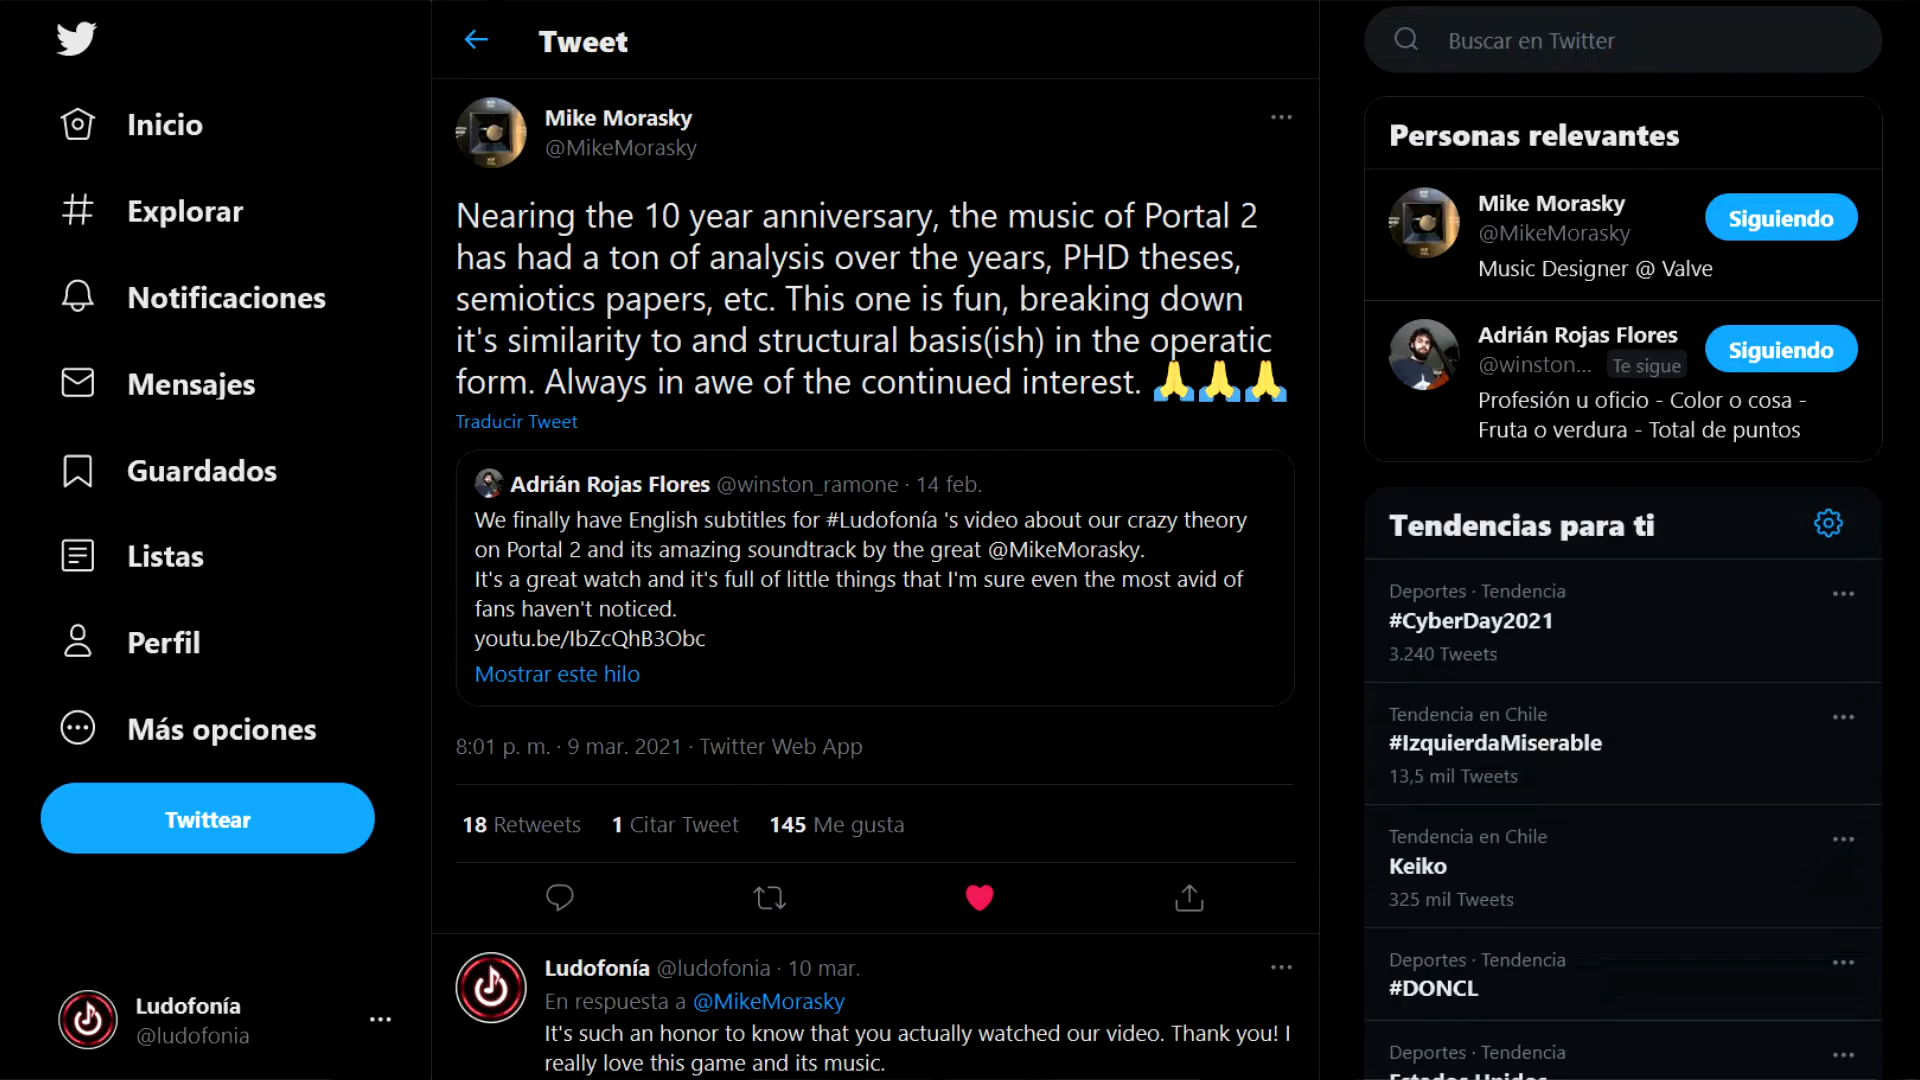 Inicio
Explorar
Notificaciones
Mensajes
Guardados
Listas
Perfil
Más opciones
Twittear
Ludofonía
@ludofonia
Tweet
Mike Morasky
@MikeMorasky
Nearing the 10 year anniversary, the music of Portal 2
has had a ton of analysis over the years, PHD theses,
semiotics papers, etc. This one is fun, breaking down
it's similarity to and structural basis(ish) in the operatic
form. Always in awe of the continued interest. 🙏🙏🙏
Traducir Tweet
Adrián Rojas Flores @winston_ramone · 14 feb.
We finally have English subtitles for #Ludofonía 's video about our crazy theory
on Portal 2 and its amazing soundtrack by the great @MikeMorasky.
It's a great watch and it's full of little things that I'm sure even the most avid of
fans haven't noticed.
youtu.be/IbZcQhB3Obc
Mostrar este hilo
8:01 p. m. · 9 mar. 2021 · Twitter Web App
18 Retweets 1 Citar Tweet 145 Me gusta
Ludofonía @ludofonia · 10 mar.
En respuesta a @MikeMorasky
It's such an honor to know that you actually watched our video. Thank you! I
really love this game and its music.
Buscar en Twitter
Personas relevantes
Mike Morasky
@MikeMorasky
Siguiendo
Music Designer @ Valve
Adrián Rojas Flores
@winston... Te sigue
Siguiendo
Profesión u oficio - Color o cosa -
Fruta o verdura - Total de puntos
Tendencias para ti
Deportes · Tendencia
#CyberDay2021
3.240 Tweets
Tendencia en Chile
#IzquierdaMiserable
13,5 mil Tweets
Tendencia en Chile
Keiko
325 mil Tweets
Deportes · Tendencia
#DONCL
Deportes · Tendencia
Estados Unidos